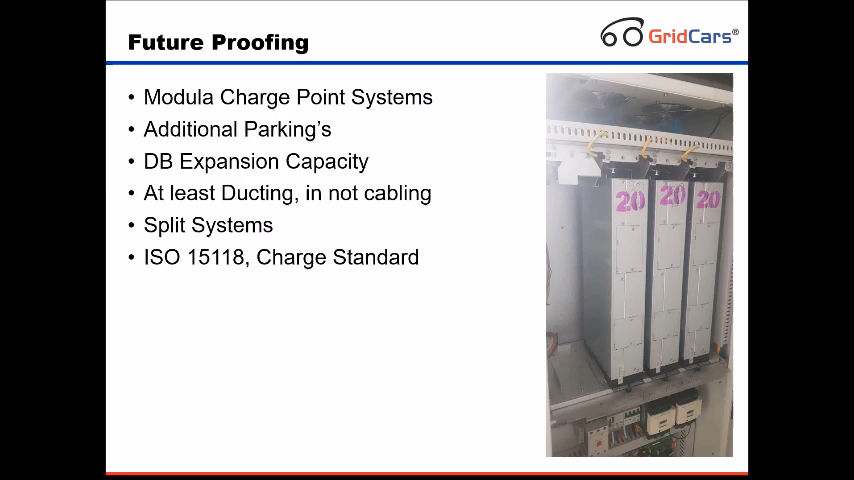 Future Proofing
GridCars®
• Modula Charge Point Systems
• Additional Parking's
• DB Expansion Capacity
• At least Ducting, in not cabling
• Split Systems
• ISO 15118, Charge Standard
20 20 20